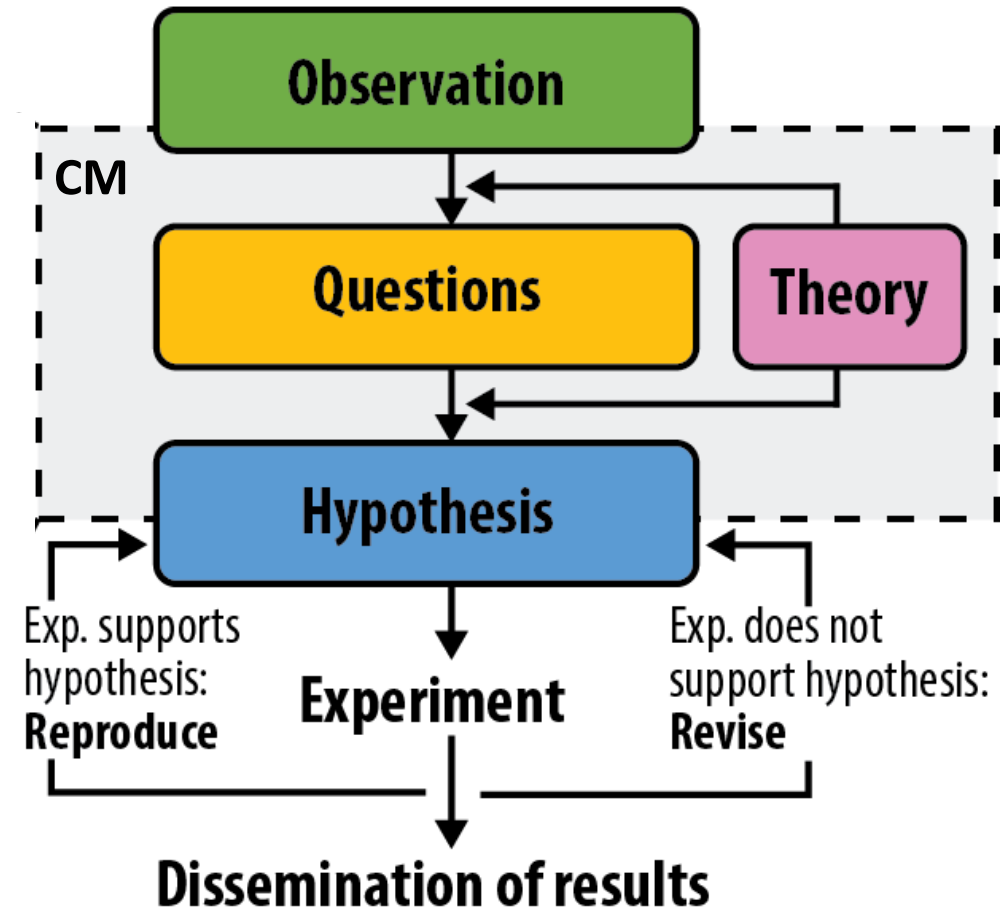 Observation
CM
Questions
Theory
Hypothesis
Exp. supports
hypothesis:
Reproduce
Experiment
Exp. does not
support hypothesis:
Revise
Dissemination of results